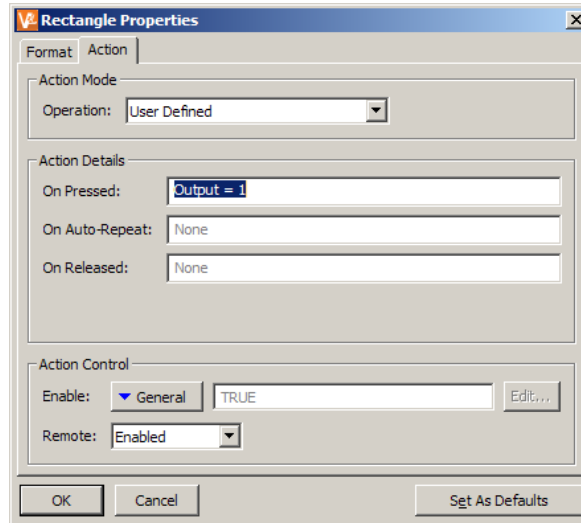 Rectangle Properties
Format Action
Action Mode
Operation: User Defined
Action Details
On Pressed: Output = 1
On Auto-Repeat: None
On Released: None
Action Control
Enable: General TRUE Edit...
Remote: Enabled
OK Cancel Set As Defaults